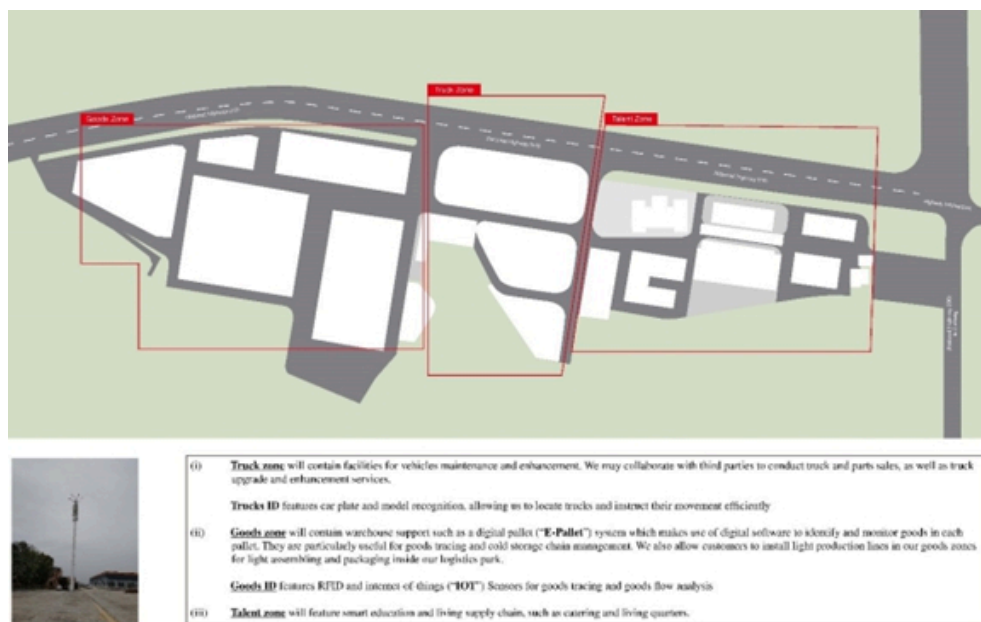 Truck Zone
Goods Zone
Talent Zone
(i) Truck zone will contain facilities for vehicles maintenance and enhancement. We may collaborate with third parties to conduct truck and parts sales, as well as truck
upgrade and enhancement services.
Trucks ID features car plate and model recognition, allowing us to locate trucks and instruct their movement efficiently
(ii) Goods zone will contain warehouse support such as a digital pallet (“E-Pallet”) system which makes use of digital software to identify and monitor goods in each
pallet. They are particularly useful for goods tracing and cold storage chain management. We also allow customers to install light production lines in our goods zones
for light assembling and packaging inside our logistics park.
Goods ID features RFID and internet-of-things (“IOT”) Sensors for goods tracing and goods flow analysis
(iii) Talent zone will feature smart education and living supply chain, such as catering and living quarters.